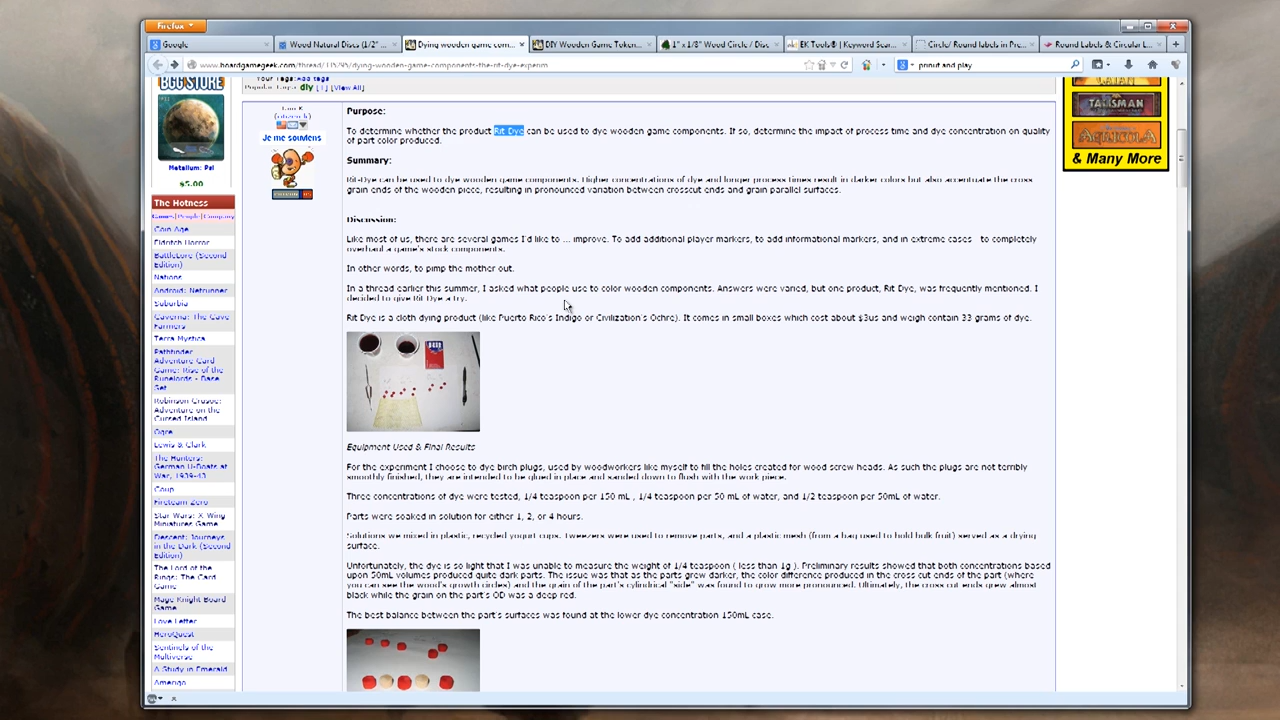 Firefox
Google
Wood Natural Discs (1/2" ...
Dying wooden game com...
DIY Wooden Game Token...
1" x 1/8" Wood Circle / Disc
EK Tools® | Keyword Sear...
Circle/ Round labels in Pre...
Round Labels & Circular L...
www.boardgamegeek.com/thread/115295/dying-wooden-game-components-the-rit-dye-experim
prinut and play
BGG STORE
Metallum: Psi
$5.00
The Hotness
Games|People|Company
Coin Age
Eldritch Horror
BattleLore (Second
Edition)
Nations
Android: Netrunner
Suburbia
Caverna: The Cave
Farmers
Terra Mystica
Pathfinder
Adventure Card
Game: Rise of the
Runelords - Base
Set
Robinson Crusoe:
Adventure on the
Cursed Island
Ogre
Lewis & Clark
The Hunters:
German U-Boats at
War, 1939-43
Coup
Fireteam Zero
Star Wars: X-Wing
Miniatures Game
Descent: Journeys
in the Dark (Second
Edition)
The Lord of the
Rings: The Card
Game
Mage Knight Board
Game
Love Letter
HeroQuest
Sentinels of the
Multiverse
A Study in Emerald
Amerigo
Your Tags: Add tags
Popular Tags: diy [1] [View All]
Je me souviens
Purpose:
To determine whether the product Rit Dye can be used to dye wooden game components. If so, determine the impact of process time and dye concentration on quality
of part color produced.
Summary:
Rit-Dye can be used to dye wooden game components. Higher concentrations of dye and longer process times result in darker colors but also accentuate the cross
grain ends of the wooden piece, resulting in pronounced variation between crosscut ends and grain parallel surfaces.
Discussion:
Like most of us, there are several games I'd like to ... improve. To add additional player markers, to add informational markers, and in extreme cases - to completely
overhaul a game's stock components.
In other words, to pimp the mother out.
In a thread earlier this summer, I asked what people use to color wooden components. Answers were varied, but one product, Rit Dye, was frequently mentioned. I
decided to give Rit Dye a try.
Rit Dye is a cloth dying product (like Puerto Rico's Indigo or Civilization's Ochre). It comes in small boxes which cost about $3us and weigh contain 33 grams of dye.
Equipment Used & Final Results
For the experiment I choose to dye birch plugs, used by woodworkers like myself to fill the holes created for wood screw heads. As such the plugs are not terribly
smoothly finished, they are intended to be glued in place and sanded down to flush with the work piece.
Three concentrations of dye were tested, 1/4 teaspoon per 150 mL , 1/4 teaspoon per 50 mL of water, and 1/2 teaspoon per 50mL of water.
Parts were soaked in solution for either 1, 2, or 4 hours.
Solutions we mixed in plastic, recycled yogurt cups. Tweezers were used to remove parts, and a plastic mesh (from a bag used to hold bulk fruit) served as a drying
surface.
Unfortunately, the dye is so light that I was unable to measure the weight of 1/4 teaspoon ( less than 1g ). Preliminary results showed that both concentrations based
upon 50mL volumes produced quite dark parts. The issue was that as the parts grew darker, the color difference produced in the cross cut ends of the part (where
you can see the wood's growth circles) and the grain of the part's cylindrical "side" was found to grow more pronounced. Ultimately, the cross cut ends grew almost
black while the grain on the part's OD was a deep red.
The best balance between the part's surfaces was found at the lower dye concentration 150mL case.
CATAN
TALISMAN
AGRICOLA
& Many More